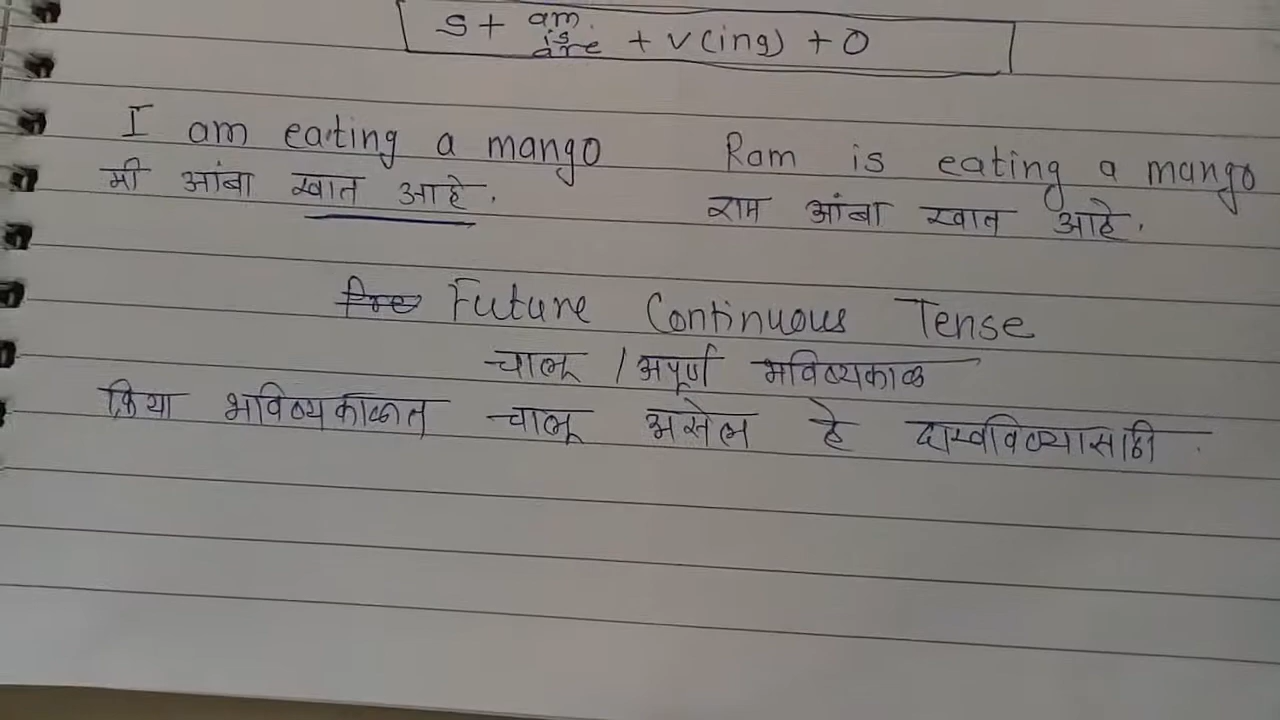 S + am. is are + V(ing) + O
I am eating a mango Ram is eating a mango
मी आंबा खात आहे. राम आंबा खात आहे.
Future Continuous Tense
चालू / अपूर्ण भविष्यकाळ
क्रिया भविष्यकाळात चालू असेल हे दाखविण्यासाठी.